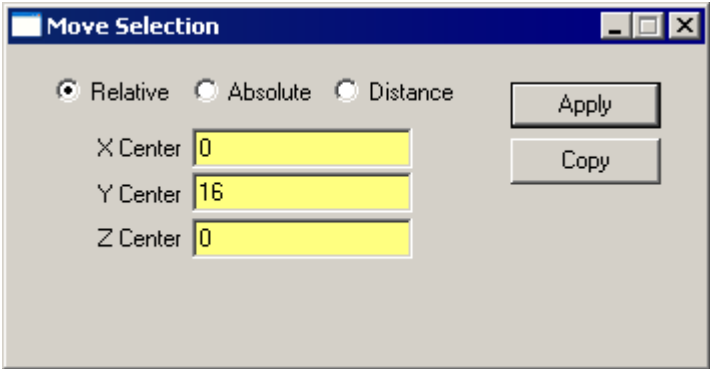 Move Selection
Relative Absolute Distance
Apply
X Center 0
Copy
Y Center 16
Z Center 0